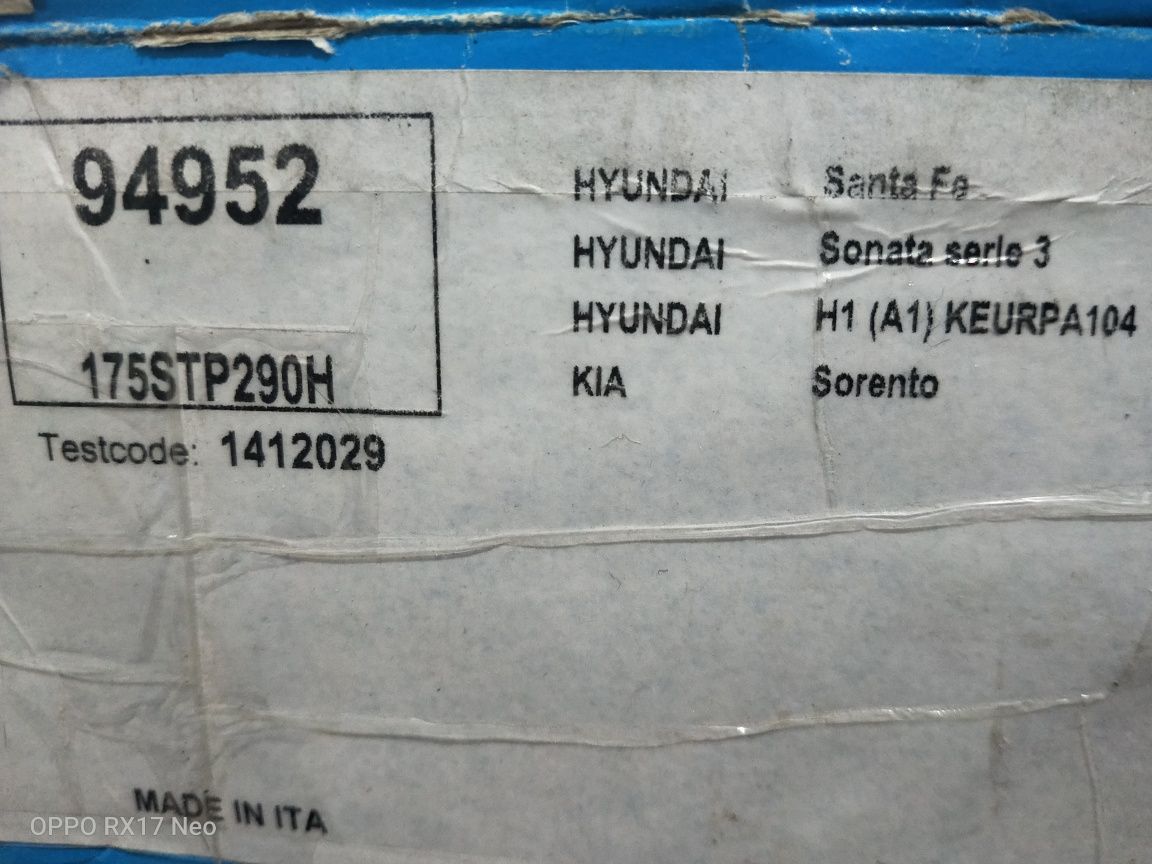 94952
175STP290H
Testcode: 1412029
HYUNDAI Santa Fe
HYUNDAI Sonata serie 3
HYUNDAI H1 (A1) KEURPA104
KIA Sorento
MADE IN ITA
OPPO RX17 Neo